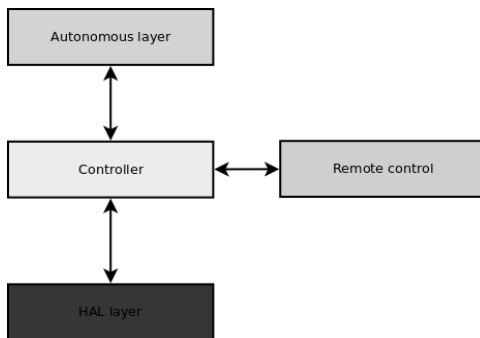 Autonomous layer
Controller
Remote control
HAL layer